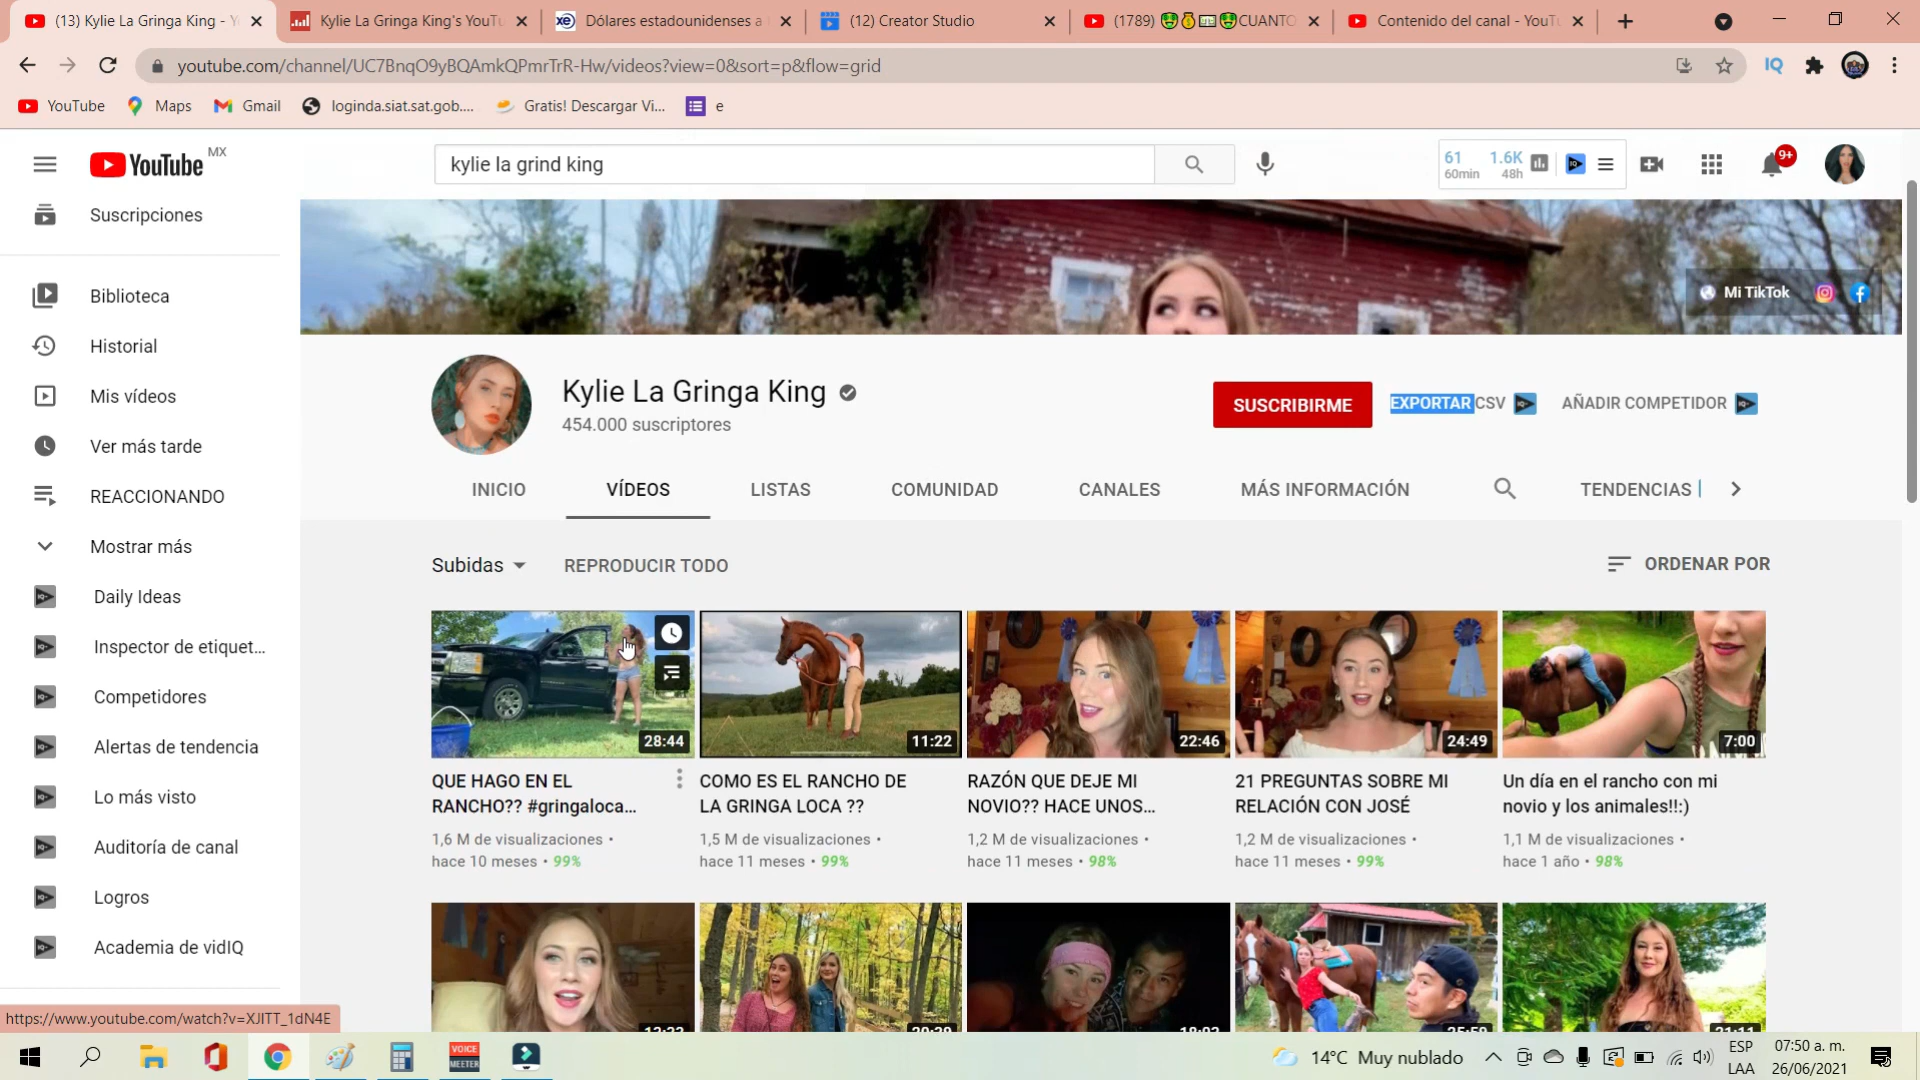 (13) Kylie La Gringa King - Y
Kylie La Gringa King's YouTu
Dólares estadounidenses a
(12) Creator Studio
(1789) 🤑💰💵🤑CUANTO
Contenido del canal - YouTu
youtube.com/channel/UC7BnqO9yBQAmkQPmrTrR-Hw/videos?view=0&sort=p&flow=grid
IQ
YouTube
Maps
Gmail
loginda.siat.sat.gob....
Gratis! Descargar Vi...
e
YouTube MX
kylie la grind king
61 1.6K
60min 48h
9+
Suscripciones
Biblioteca
Historial
Mis vídeos
Ver más tarde
REACCIONANDO
Mostrar más
Daily Ideas
Inspector de etiquet...
Competidores
Alertas de tendencia
Lo más visto
Auditoría de canal
Logros
Academia de vidIQ
Mi TikTok
Kylie La Gringa King
454.000 suscriptores
SUSCRIBIRME
EXPORTAR CSV
AÑADIR COMPETIDOR
INICIO
VÍDEOS
LISTAS
COMUNIDAD
CANALES
MÁS INFORMACIÓN
TENDENCIAS |
Subidas
REPRODUCIR TODO
ORDENAR POR
28:44
QUE HAGO EN EL
RANCHO?? #gringaloca...
1,6 M de visualizaciones •
hace 10 meses • 99%
11:22
COMO ES EL RANCHO DE
LA GRINGA LOCA ??
1,5 M de visualizaciones •
hace 11 meses • 99%
22:46
RAZÓN QUE DEJE MI
NOVIO?? HACE UNOS...
1,2 M de visualizaciones •
hace 11 meses • 98%
24:49
21 PREGUNTAS SOBRE MI
RELACIÓN CON JOSÉ
1,2 M de visualizaciones •
hace 11 meses • 99%
7:00
Un día en el rancho con mi
novio y los animales!!:)
1,1 M de visualizaciones •
hace 1 año • 98%
https://www.youtube.com/watch?v=XJITT_1dN4E
VOICE
MEETER
14°C Muy nublado
ESP
LAA
07:50 a. m.
26/06/2021